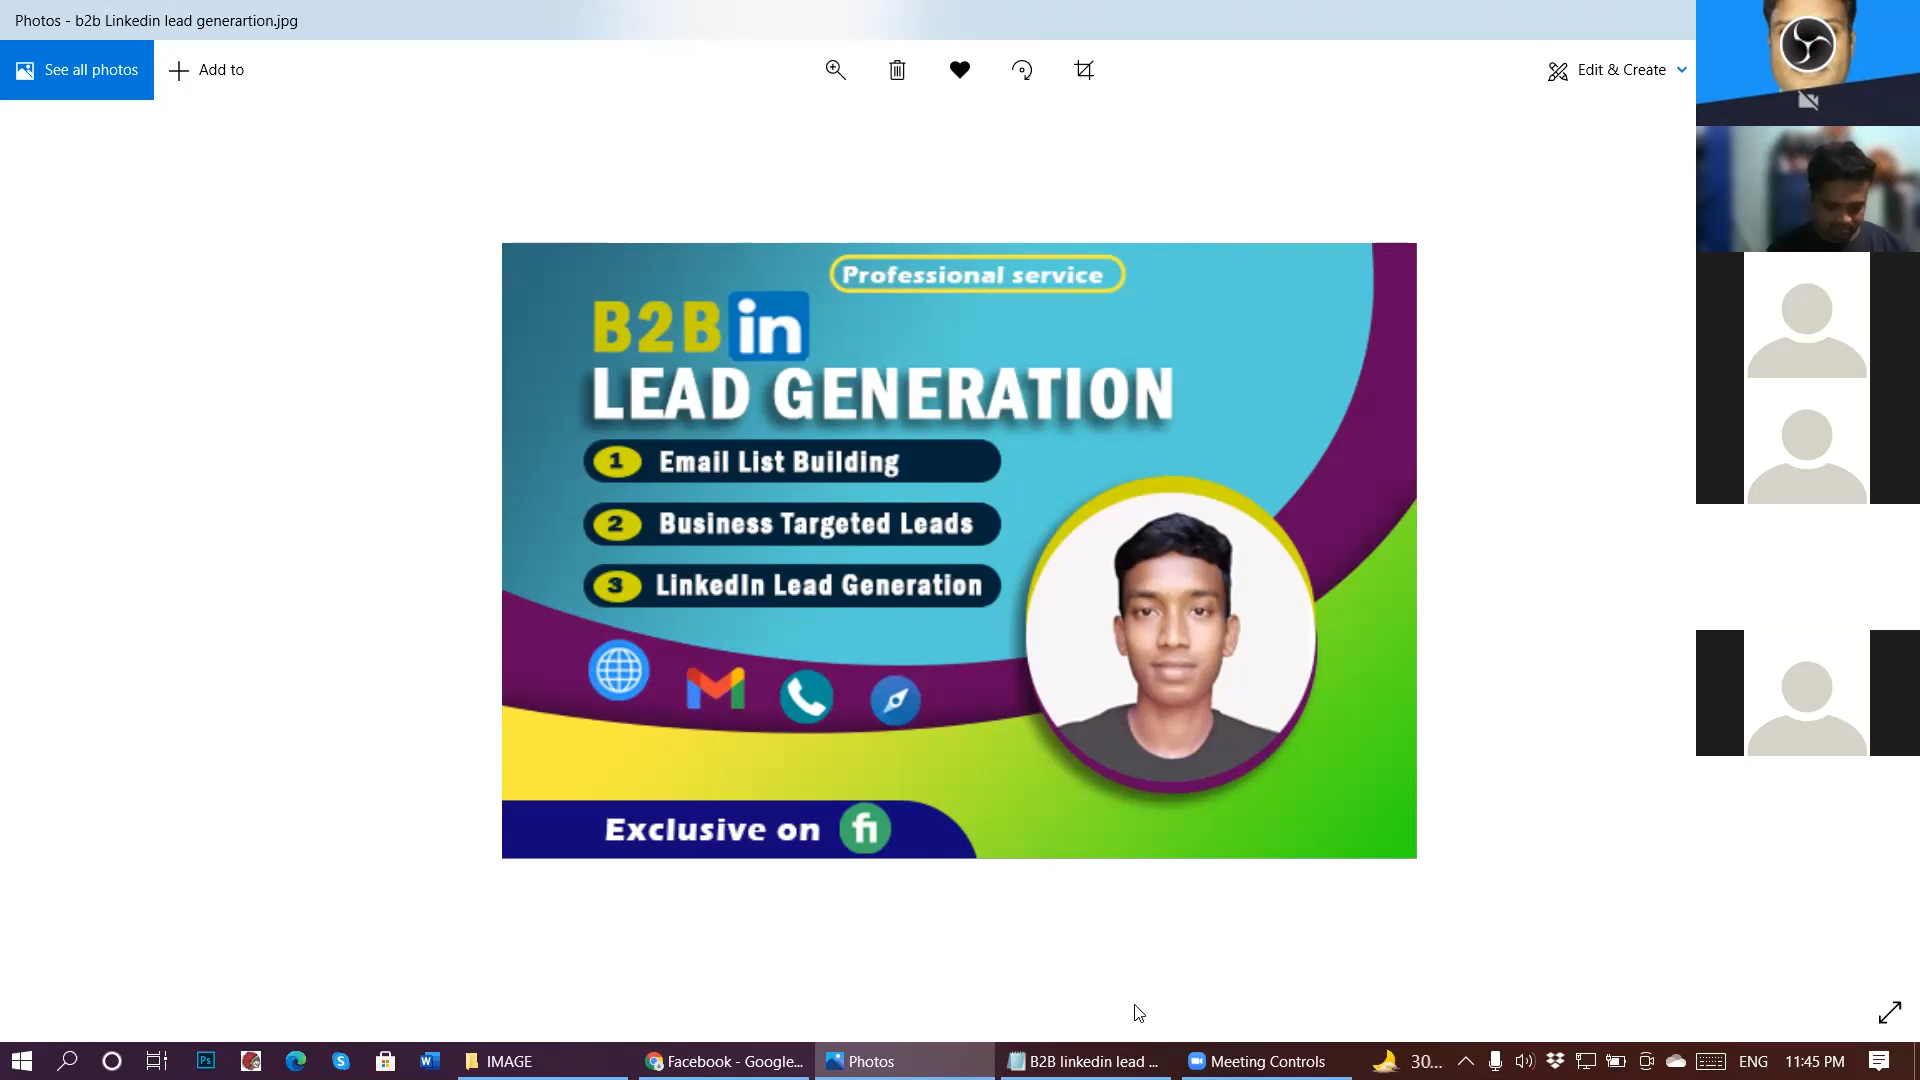 Photos - b2b Linkedin lead generartion.jpg
See all photos
Add to
Edit & Create
Professional service
B2B in
LEAD GENERATION
1 Email List Building
2 Business Targeted Leads
3 LinkedIn Lead Generation
Exclusive on fi
Ps
IMAGE
Facebook - Google...
Photos
B2B linkedin lead ...
Meeting Controls
30...
ENG
11:45 PM